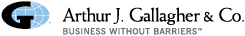 Arthur J. Gallagher & Co.
BUSINESS WITHOUT BARRIERS™